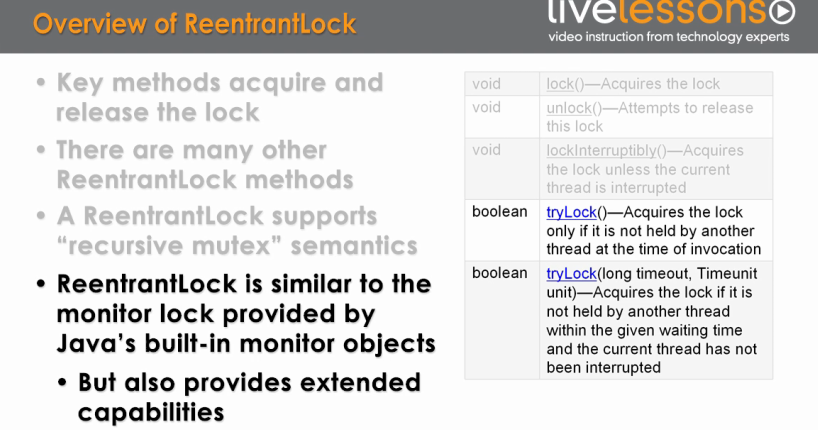 Overview of ReentrantLock
livelessons
video instruction from technology experts
• Key methods acquire and
release the lock
• There are many other
ReentrantLock methods
• A ReentrantLock supports
“recursive mutex” semantics
• ReentrantLock is similar to the
monitor lock provided by
Java’s built-in monitor objects
• But also provides extended
capabilities
void lock()—Acquires the lock
void unlock()—Attempts to release
this lock
void lockInterruptibly()—Acquires
the lock unless the current
thread is interrupted
boolean tryLock()—Acquires the lock
only if it is not held by another
thread at the time of invocation
boolean tryLock(long timeout, Timeunit
unit)—Acquires the lock if it is
not held by another thread
within the given waiting time
and the current thread has not
been interrupted